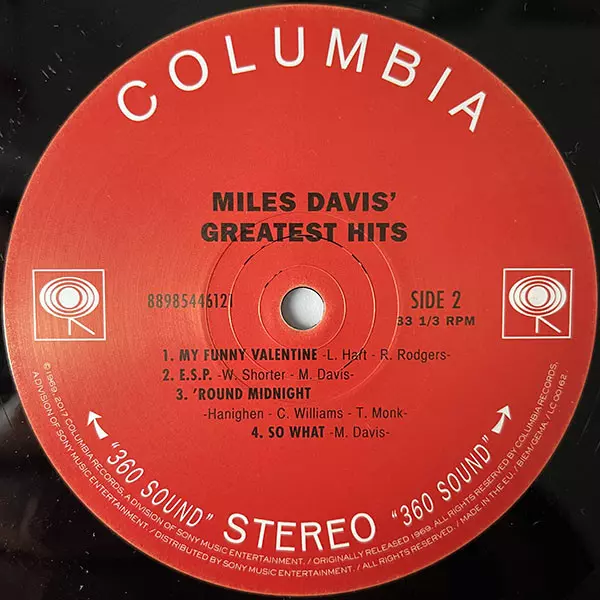 COLUMBIA
MILES DAVIS'
GREATEST HITS
88985446121
SIDE 2
33 1/3 RPM
1. MY FUNNY VALENTINE -L. Haft - R. Rodgers-
2. E.S.P. -W. Shorter - M. Davis-
3. 'ROUND MIDNIGHT
-Hanighen - C. Williams - T. Monk-
4. SO WHAT -M. Davis-
"360 SOUND" STEREO "360 SOUND"
© 1969, 2017 COLUMBIA RECORDS, A DIVISION OF SONY MUSIC ENTERTAINMENT. / ORIGINALLY RELEASED 1969. ALL RIGHTS RESERVED BY COLUMBIA RECORDS,
A DIVISION OF SONY MUSIC ENTERTAINMENT. / DISTRIBUTED BY SONY MUSIC ENTERTAINMENT. / ALL RIGHTS RESERVED. / MADE IN THE EU. / BIEM/GEMA. / LC 00162